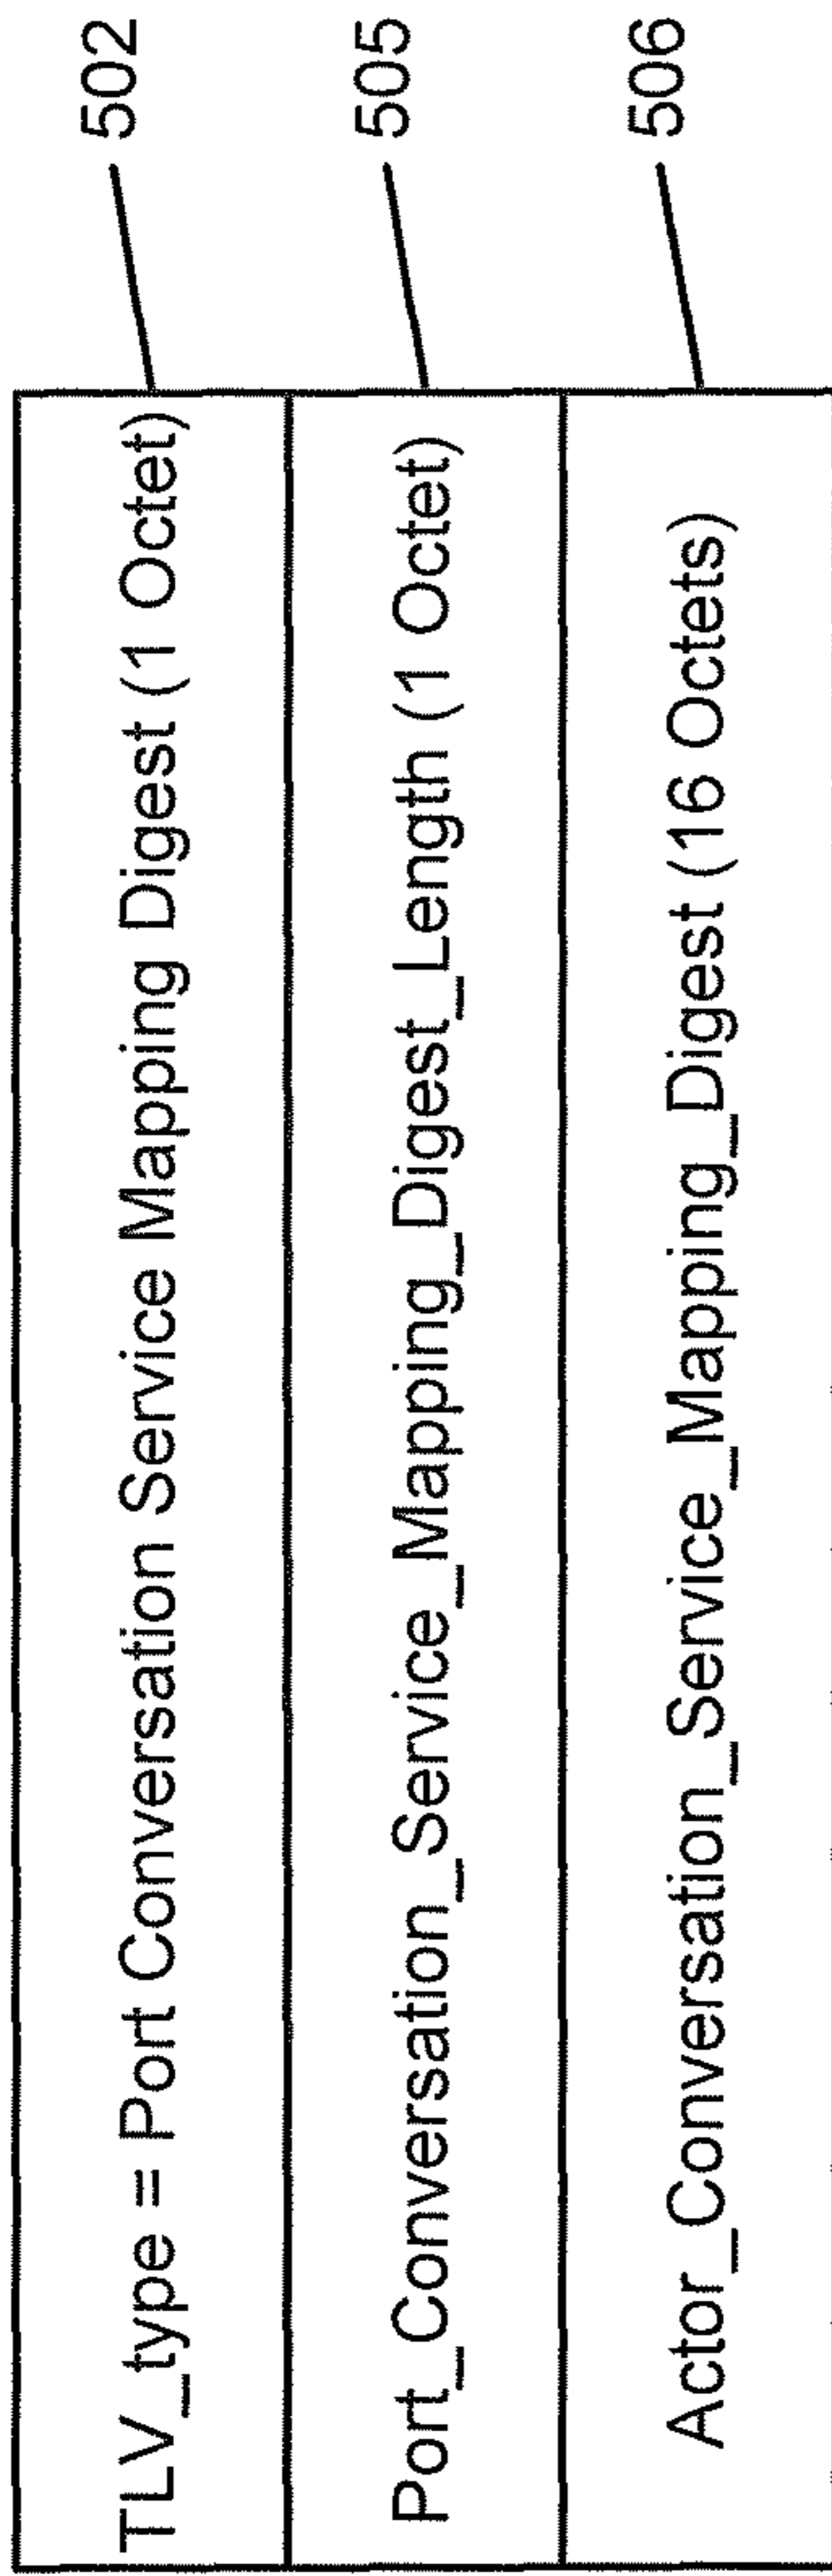 TLV_type = Port Conversation Service Mapping Digest (1 Octet) 502
Port_Conversation_Service_Mapping_Digest_Length (1 Octet) 505
Actor_Conversation_Service_Mapping_Digest (16 Octets) 506